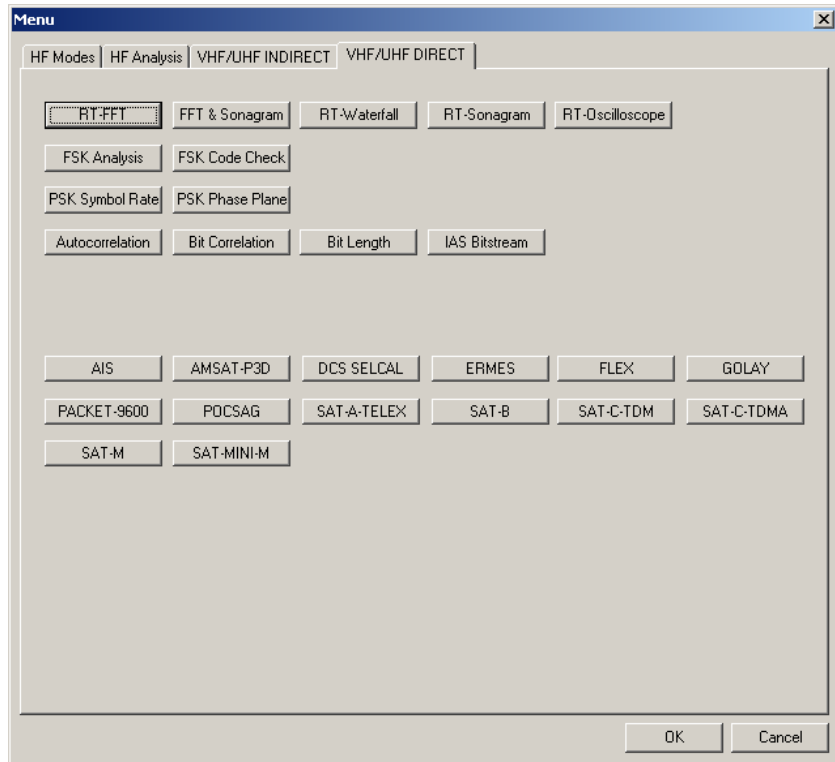 Menu
HF Modes HF Analysis VHF/UHF INDIRECT VHF/UHF DIRECT
RT-FFT FFT & Sonagram RT-Waterfall RT-Sonagram RT-Oscilloscope
FSK Analysis FSK Code Check
PSK Symbol Rate PSK Phase Plane
Autocorrelation Bit Correlation Bit Length IAS Bitstream
AIS AMSAT-P3D DCS SELCAL ERMES FLEX GOLAY
PACKET-9600 POCSAG SAT-A-TELEX SAT-B SAT-C-TDM SAT-C-TDMA
SAT-M SAT-MINI-M
OK Cancel